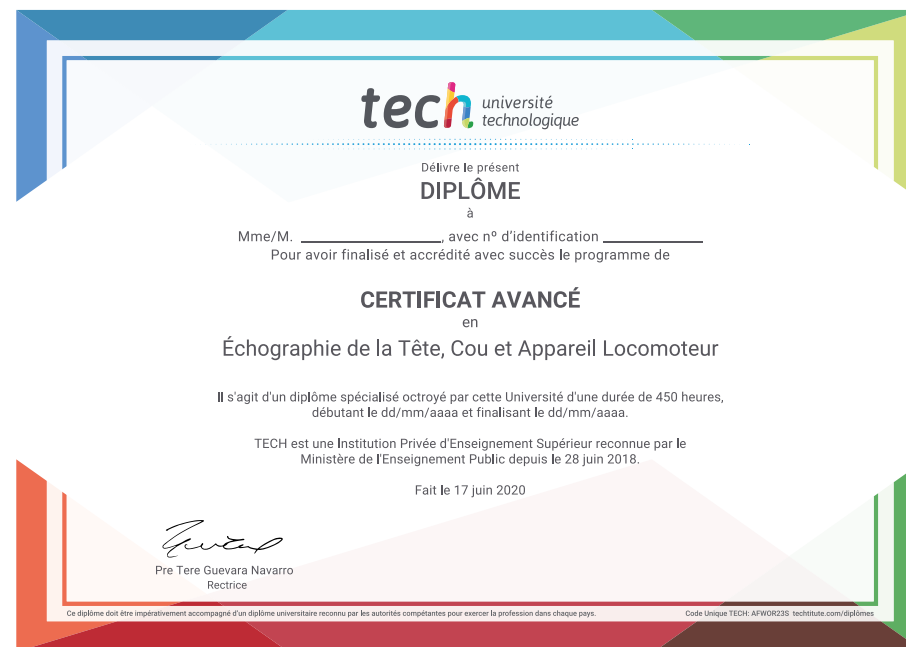 tech université
technologique
Délivre le présent
DIPLÔME
à
Mme/M. ____________________, avec nº d'identification ______________
Pour avoir finalisé et accrédité avec succès le programme de
CERTIFICAT AVANCÉ
en
Échographie de la Tête, Cou et Appareil Locomoteur
Il s'agit d'un diplôme spécialisé octroyé par cette Université d'une durée de 450 heures,
débutant le dd/mm/aaaa et finalisant le dd/mm/aaaa.
TECH est une Institution Privée d'Enseignement Supérieur reconnue par le
Ministère de l'Enseignement Public depuis le 28 juin 2018.
Fait le 17 juin 2020
Pre Tere Guevara Navarro
Rectrice
Ce diplôme doit être impérativement accompagné d'un diplôme universitaire reconnu par les autorités compétantes pour exercer la profession dans chaque pays.
Code Unique TECH: AFWOR23S techtitute.com/diplômes